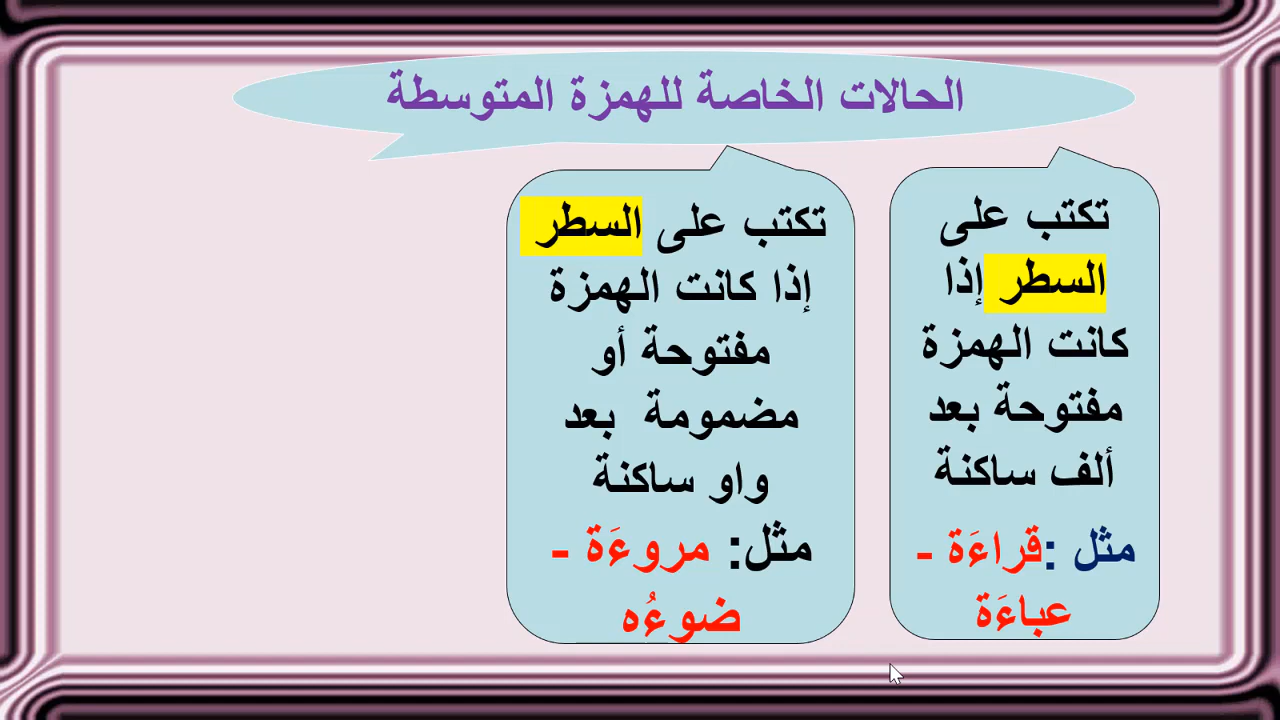 الحالات الخاصة للهمزة المتوسطة
تكتب على
السطر إذا
كانت الهمزة
مفتوحة بعد
ألف ساكنة
مثل :قراءَة -
عباءَة
تكتب على السطر
إذا كانت الهمزة
مفتوحة أو
مضمومة بعد
واو ساكنة
مثل: مروءَة -
ضوءُه